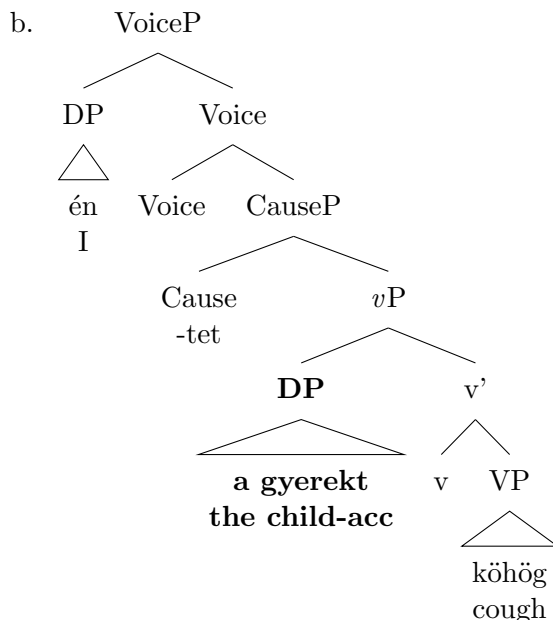 b. VoiceP
DP Voice
én Voice CauseP
I
Cause vP
-tet
DP v'
a gyerekt v VP
the child-acc
köhög
cough